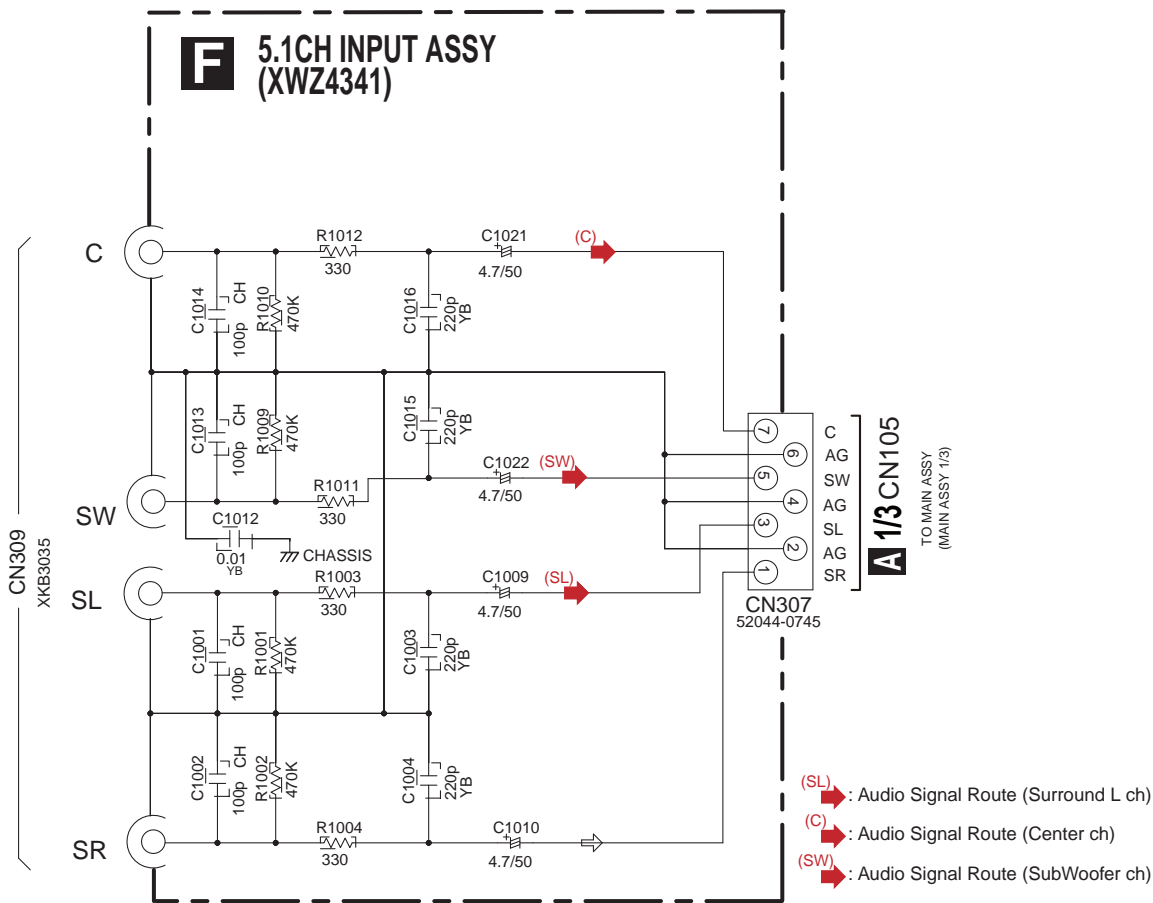 F
5.1CH INPUT ASSY
(XWZ4341)
C
R1012
330
C1021
4.7/50
(C)
C1014
CH
100p
R1010
470K
C1016
220p
YB
C1013
CH
100p
R1009
470K
C1015
220p
YB
C1022
4.7/50
(SW)
SW
R1011
330
C1012
0.01
YB
CHASSIS
CN309
XKB3035
SL
R1003
330
C1009
4.7/50
(SL)
C1001
CH
100p
R1001
470K
C1003
220p
YB
C1002
CH
100p
R1002
470K
C1004
220p
YB
SR
R1004
330
C1010
4.7/50
7 C
6 AG
5 SW
4 AG
3 SL
2 AG
1 SR
CN307
52044-0745
A 1/3 CN105
TO MAIN ASSY
(MAIN ASSY 1/3)
(SL)
: Audio Signal Route (Surround L ch)
(C)
: Audio Signal Route (Center ch)
(SW)
: Audio Signal Route (SubWoofer ch)